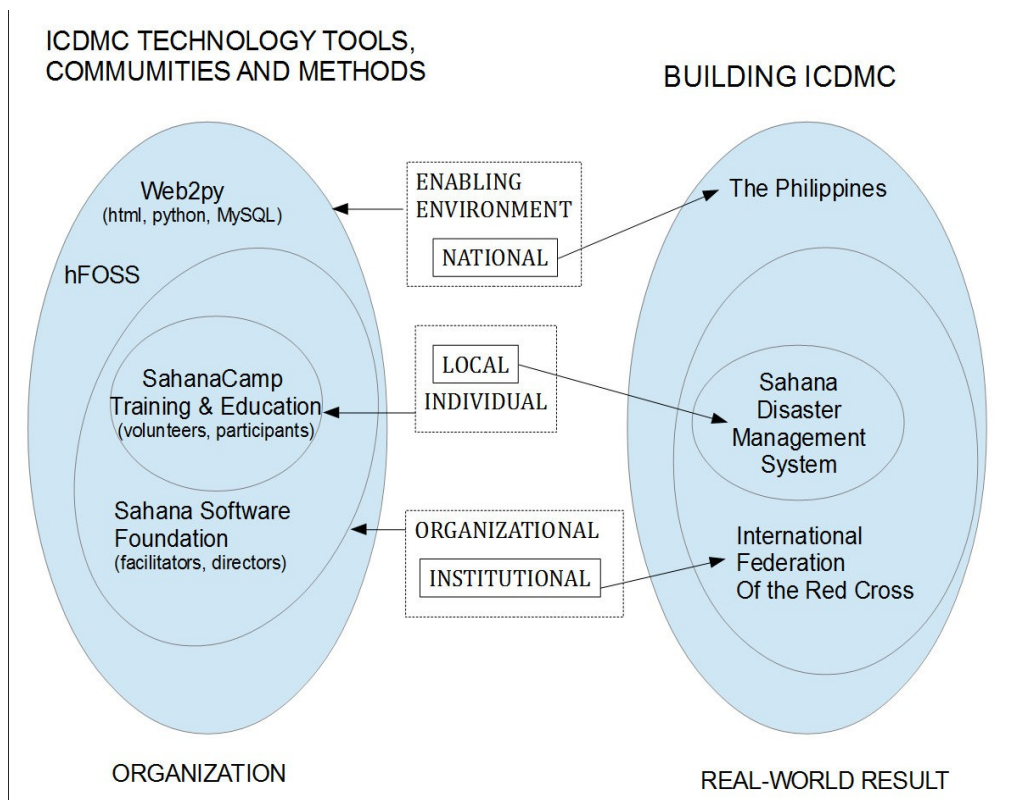 ICDMC TECHNOLOGY TOOLS,
COMMUMITIES AND METHODS
BUILDING ICDMC
Web2py
(html, python, MySQL)
hFOSS
SahanaCamp
Training & Education
(volunteers, participants)
Sahana Software
Foundation
(facilitators, directors)
ENABLING
ENVIRONMENT
NATIONAL
LOCAL
INDIVIDUAL
ORGANIZATIONAL
INSTITUTIONAL
The Philippines
Sahana
Disaster
Management
System
International
Federation
Of the Red Cross
ORGANIZATION
REAL-WORLD RESULT